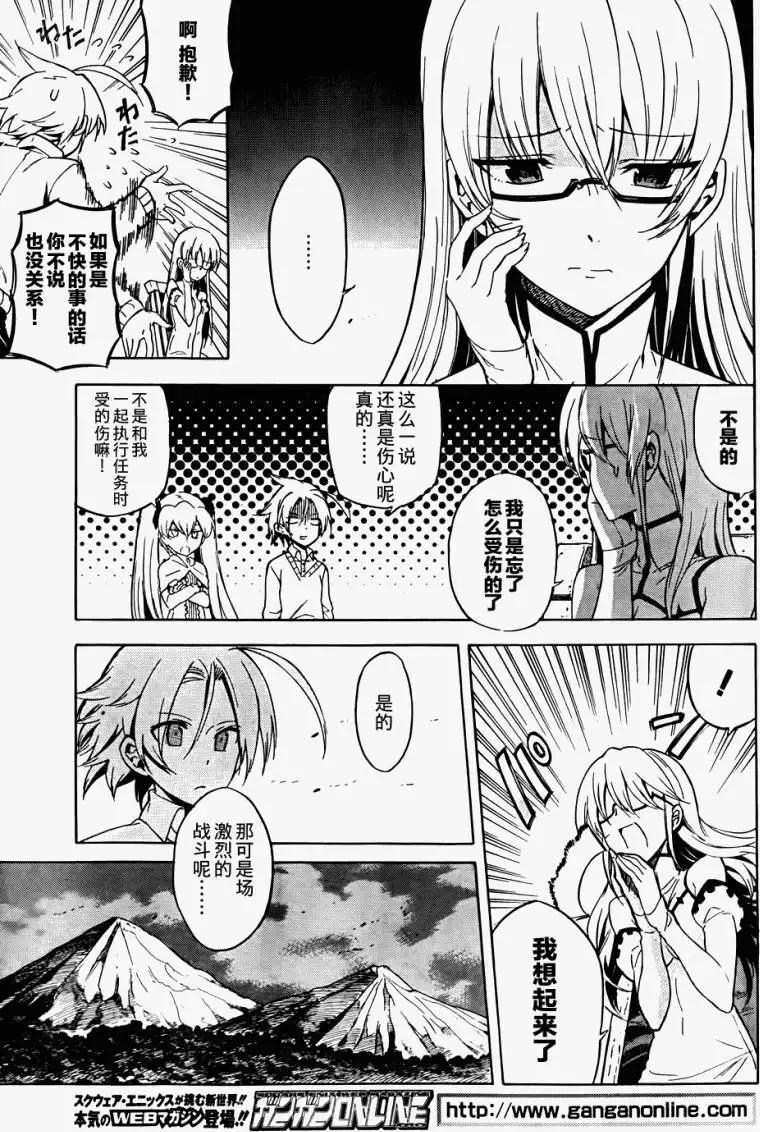 ……
啊 抱歉！
わた
わた
如果是
不快的事的话
你不说
也没关系！
不是的
我只是忘了
怎么受伤的了
这么一说
还真是伤心呢
真的……
不是和我
一起执行任务时
受的伤嘛！
！
パァ
我想起来了
是的
那可是场
激烈的
战斗呢……
スクウェア・エニックスが挑む新世界!!
本気のWEBマガジン登場!!
ガンガンONLINE
http://www.ganganonline.com